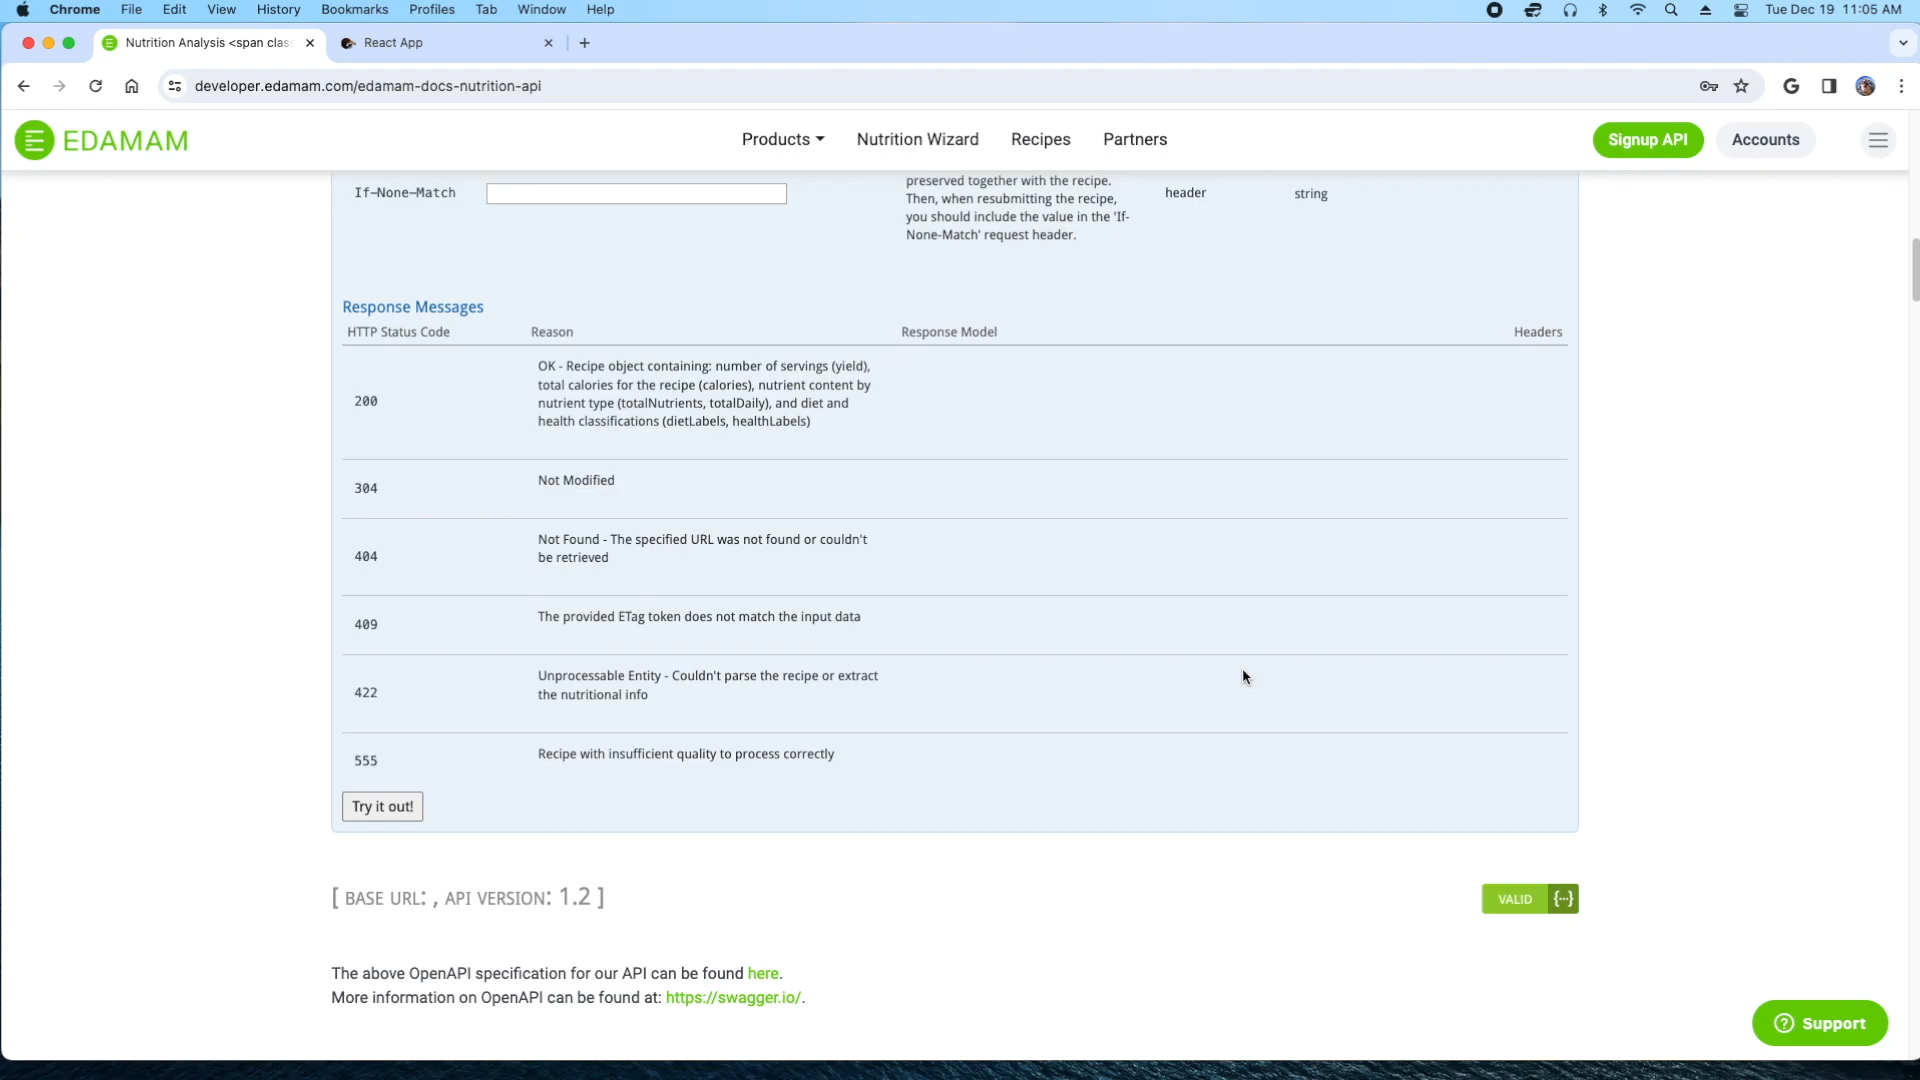 Chrome File Edit View History Bookmarks Profiles Tab Window Help Tue Dec 19 11:05 AM
Nutrition Analysis <span clas
React App
developer.edamam.com/edamam-docs-nutrition-api
EDAMAM
Products Nutrition Wizard Recipes Partners
Signup API Accounts
preserved together with the recipe.
If-None-Match header string
Then, when resubmitting the recipe,
you should include the value in the 'If-
None-Match' request header.
Response Messages
HTTP Status Code Reason Response Model Headers
OK - Recipe object containing: number of servings (yield),
total calories for the recipe (calories), nutrient content by
200
nutrient type (totalNutrients, totalDaily), and diet and
health classifications (dietLabels, healthLabels)
304 Not Modified
404 Not Found - The specified URL was not found or couldn't
be retrieved
409 The provided ETag token does not match the input data
422 Unprocessable Entity - Couldn't parse the recipe or extract
the nutritional info
555 Recipe with insufficient quality to process correctly
Try it out!
[ BASE URL: , API VERSION: 1.2 ]
VALID {···}
The above OpenAPI specification for our API can be found here.
More information on OpenAPI can be found at: https://swagger.io/.
Support